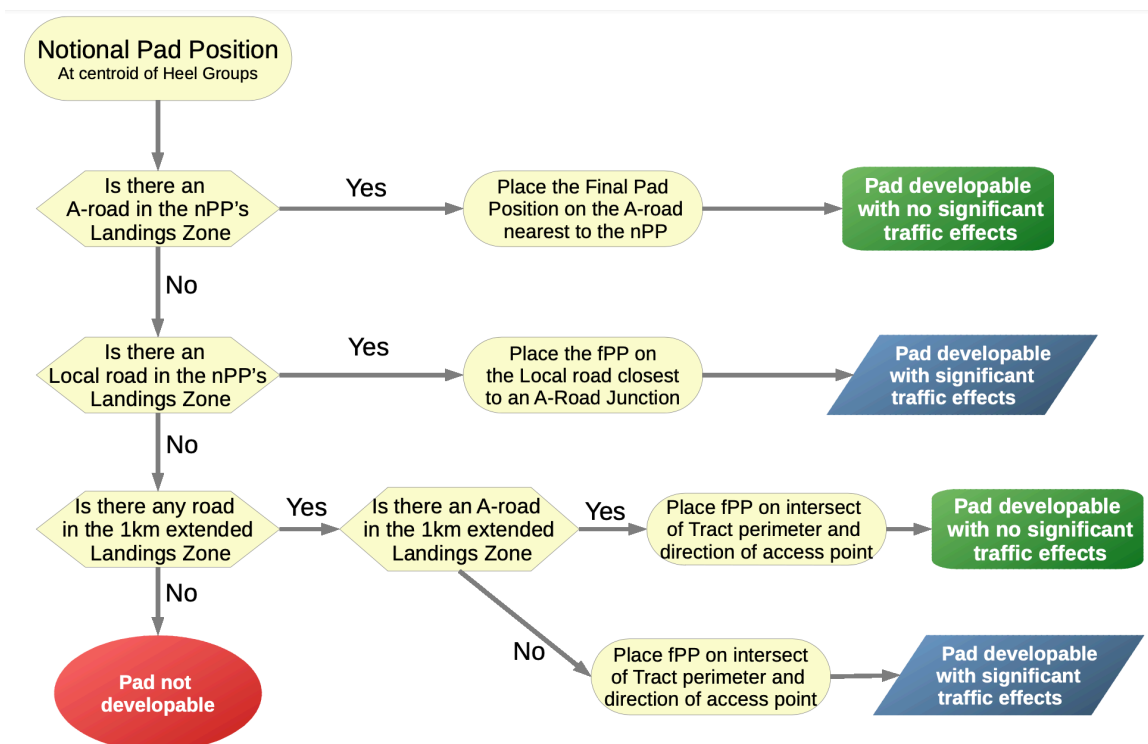 Notional Pad Position
At centroid of Heel Groups
Is there an
A-road in the nPP's
Landings Zone
Yes
Place the Final Pad
Position on the A-road
nearest to the nPP
Pad developable
with no significant
traffic effects
No
Is there an
Local road in the nPP's
Landings Zone
Yes
Place the fPP on
the Local road closest
to an A-Road Junction
Pad developable
with significant
traffic effects
No
Is there any road
in the 1km extended
Landings Zone
Yes
Is there an A-road
in the 1km extended
Landings Zone
Yes
Place fPP on intersect
of Tract perimeter and
direction of access point
Pad developable
with no significant
traffic effects
No
Pad not
developable
No
Place fPP on intersect
of Tract perimeter and
direction of access point
Pad developable
with significant
traffic effects